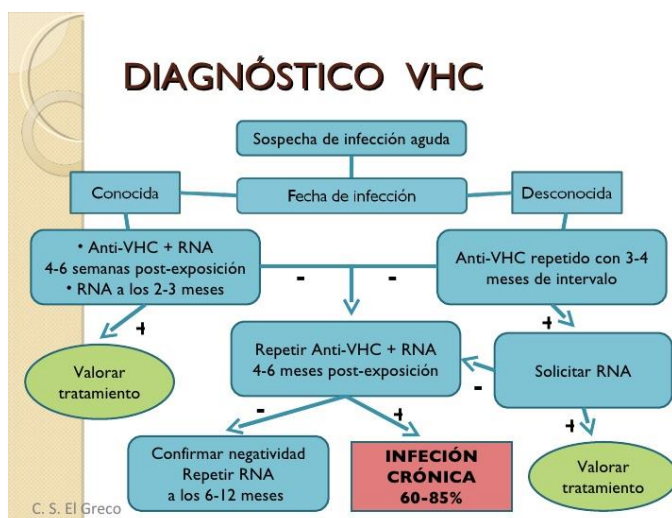 DIAGNÓSTICO VHC
Sospecha de infección aguda
Conocida
Fecha de infección
Desconocida
• Anti-VHC + RNA
4-6 semanas post-exposición
• RNA a los 2-3 meses
-
-
Anti-VHC repetido con 3-4
meses de intervalo
+
+
Valorar
tratamiento
Repetir Anti-VHC + RNA
4-6 meses post-exposición
-
Solicitar RNA
-
+
+
Confirmar negatividad
Repetir RNA
a los 6-12 meses
INFECIÓN
CRÓNICA
60-85%
Valorar
tratamiento
C. S. El Greco